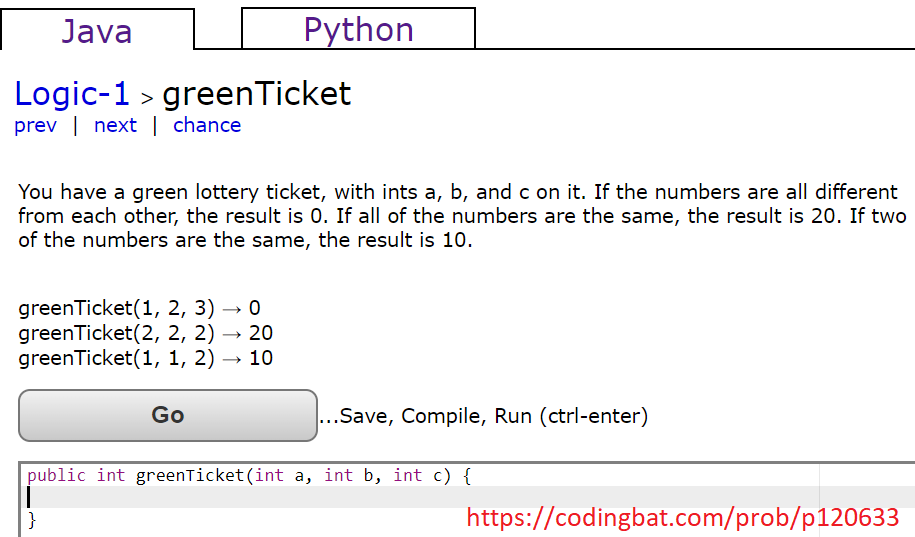 Java
Python
Logic-1 > greenTicket
prev | next | chance
You have a green lottery ticket, with ints a, b, and c on it. If the numbers are all different
from each other, the result is 0. If all of the numbers are the same, the result is 20. If two
of the numbers are the same, the result is 10.
greenTicket(1, 2, 3) → 0
greenTicket(2, 2, 2) → 20
greenTicket(1, 1, 2) → 10
Go ...Save, Compile, Run (ctrl-enter)
public int greenTicket(int a, int b, int c) {
}
https://codingbat.com/prob/p120633